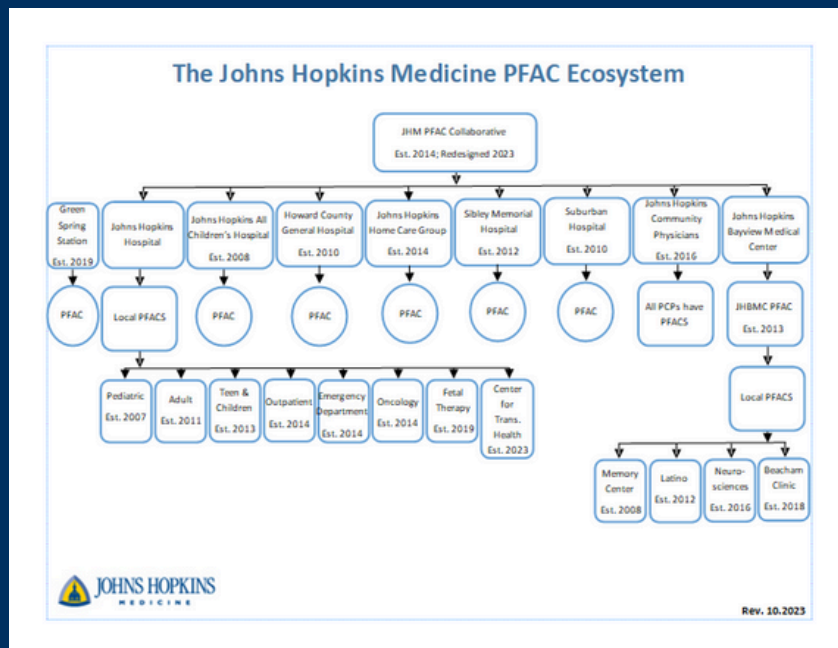 The Johns Hopkins Medicine PFAC Ecosystem
JHM PFAC Collaborative
Est. 2014; Redesigned 2023
Green
Spring
Station
Est. 2019
Johns Hopkins
Hospital
Johns Hopkins All
Children's Hospital
Est. 2008
Howard County
General Hospital
Est. 2010
Johns Hopkins
Home Care Group
Est. 2014
Sibley Memorial
Hospital
Est. 2012
Suburban
Hospital
Est. 2010
Johns Hopkins
Community
Physicians
Est. 2016
Johns Hopkins
Bayview Medical
Center
PFAC
Local PFACS
PFAC
PFAC
PFAC
PFAC
PFAC
All PCPs have
PFACS
JHBMC PFAC
Est. 2013
Pediatric
Est. 2007
Adult
Est. 2011
Teen &
Children
Est. 2013
Outpatient
Est. 2014
Emergency
Department
Est. 2014
Oncology
Est. 2014
Fetal
Therapy
Est. 2019
Center
for
Trans.
Health
Est. 2023
Local PFACS
Memory
Center
Est. 2008
Latino
Est. 2012
Neuro-
sciences
Est. 2016
Beacham
Clinic
Est. 2018
JOHNS HOPKINS
MEDICINE
Rev. 10.2023